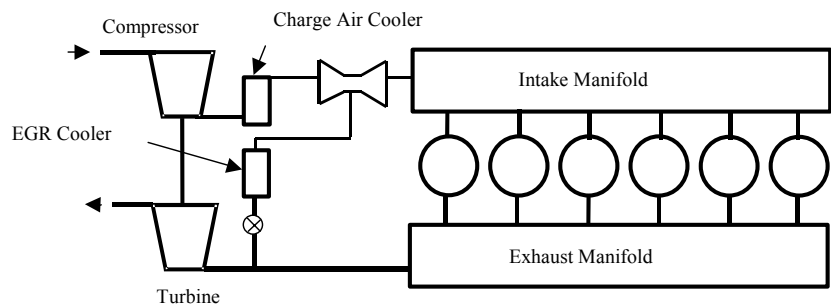 Compressor
Charge Air Cooler
Intake Manifold
EGR Cooler
Exhaust Manifold
Turbine